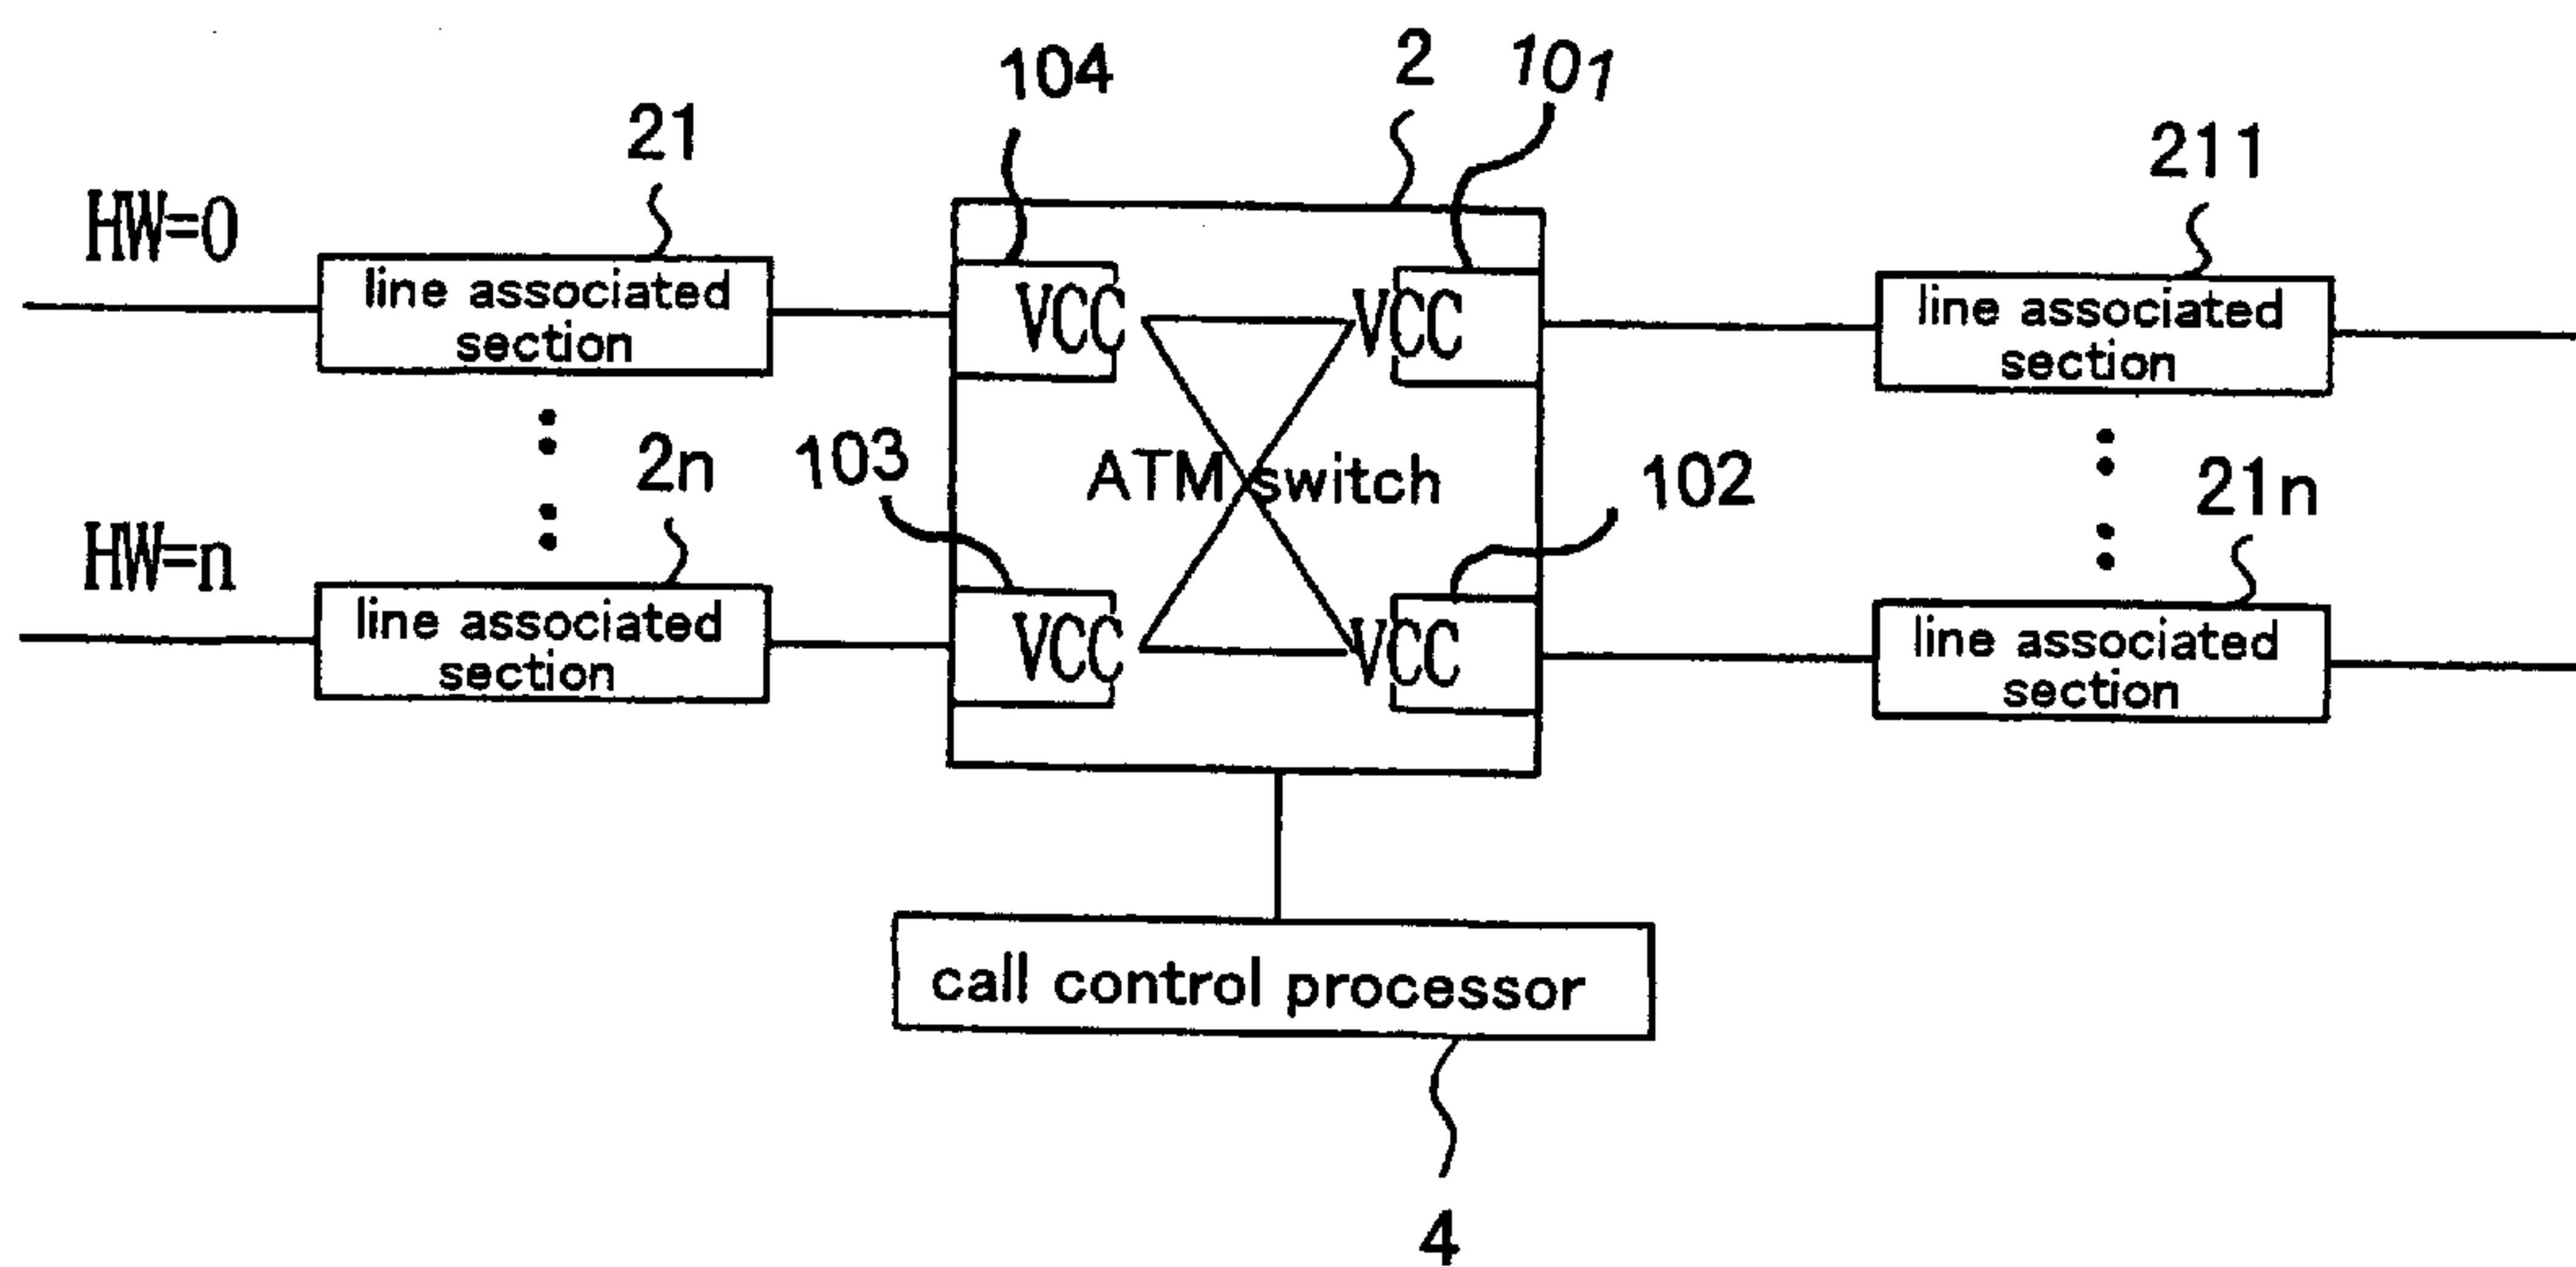 104
2
101
21
211
HW=0
line associated
section
VCC
VCC
line associated
section
103
2n
ATM switch
102
21n
HW=n
line associated
section
VCC
VCC
line associated
section
call control processor
4